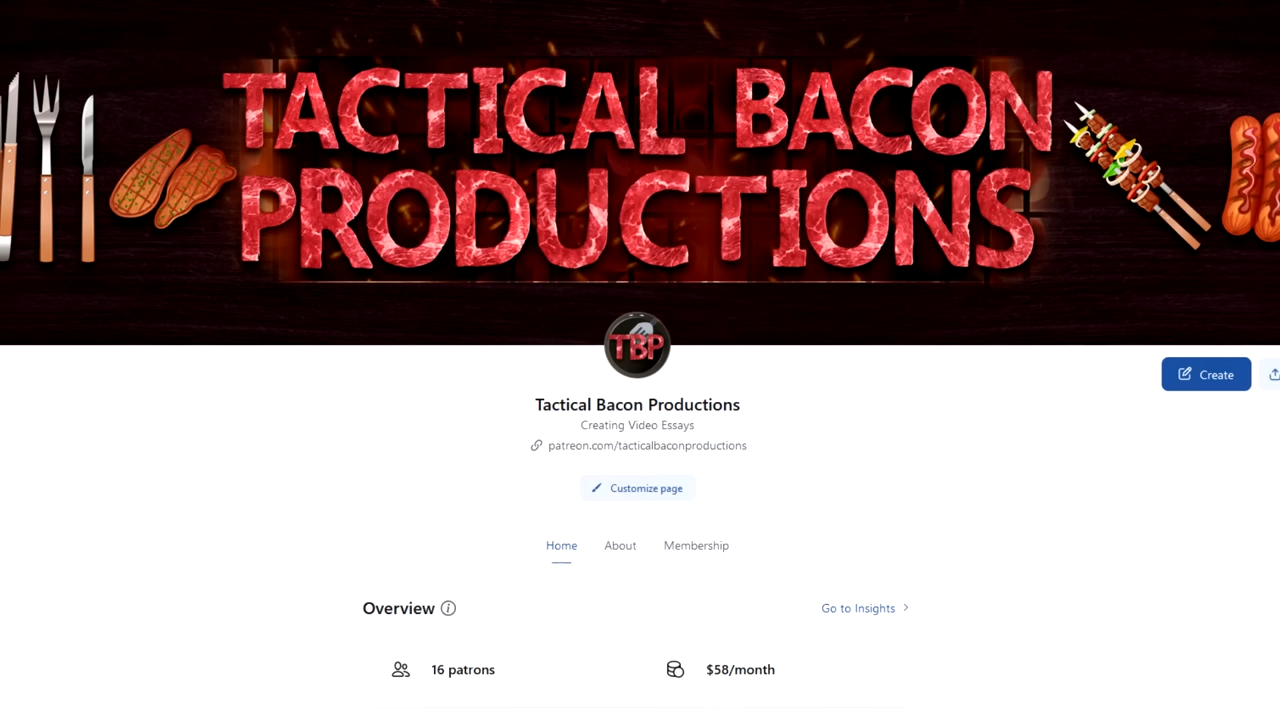 TACTICAL BACON
PRODUCTIONS
TBP
Create
Tactical Bacon Productions
Creating Video Essays
patreon.com/tacticalbaconproductions
Customize page
Home About Membership
Overview
Go to Insights
16 patrons
$58/month